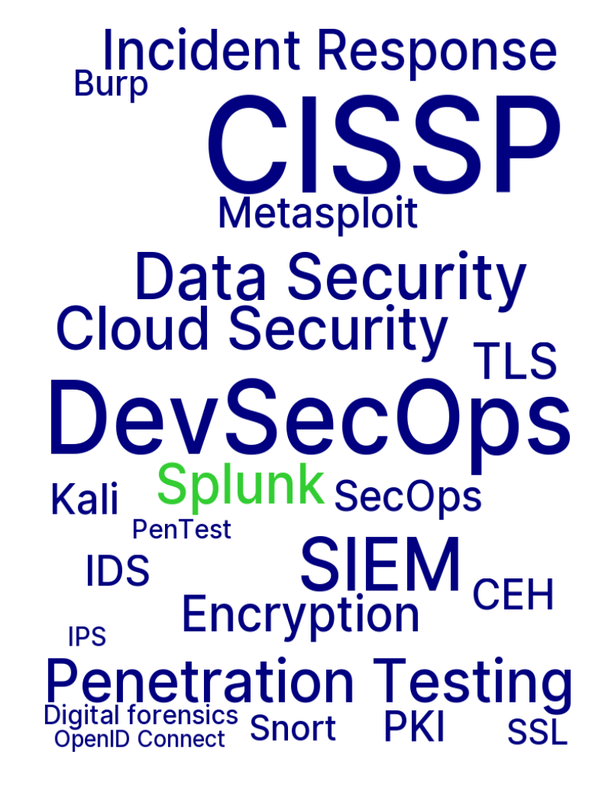 Incident Response
Burp
CISSP
Metasploit
Data Security
Cloud Security
TLS
DevSecOps
Splunk
Kali
SecOps
PenTest
SIEM
IDS
CEH
Encryption
IPS
Penetration Testing
Digital forensics
Snort
PKI
SSL
OpenID Connect